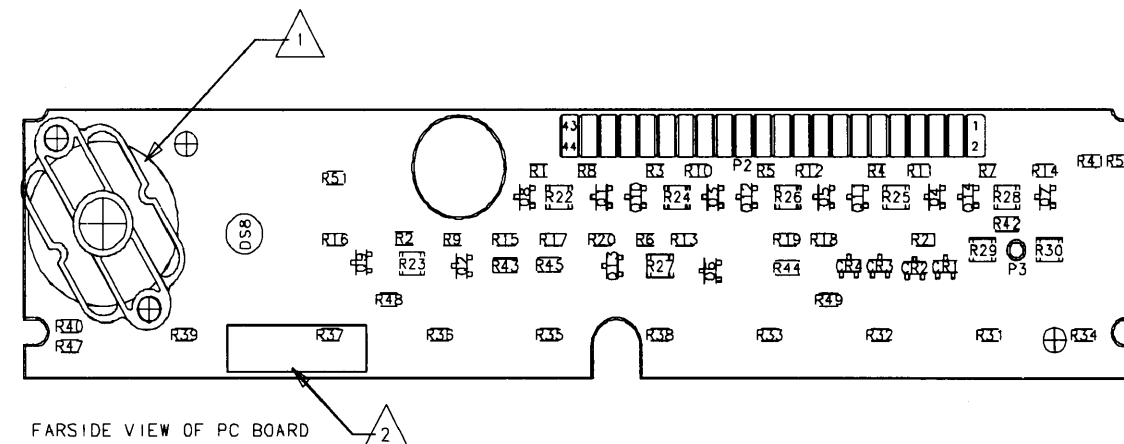 1
43 1
44 2
P2
R41 R5
R1 R8 R3 R10 R5 R12 R4 R11 R7 R14
R51
R22 R24 R26 R25 R28
DS8
R42
R16 R2 R9 R15 R17 R20 R6 R13 R19 R18 R21
R29 R30
R23 R43 R45 R27 R44 CR4 CR3 CR2 CR1
P3
R48 R49
R40
R47 R39 R37 R36 R35 R38 R33 R32 R31 R34
FARSIDE VIEW OF PC BOARD
2